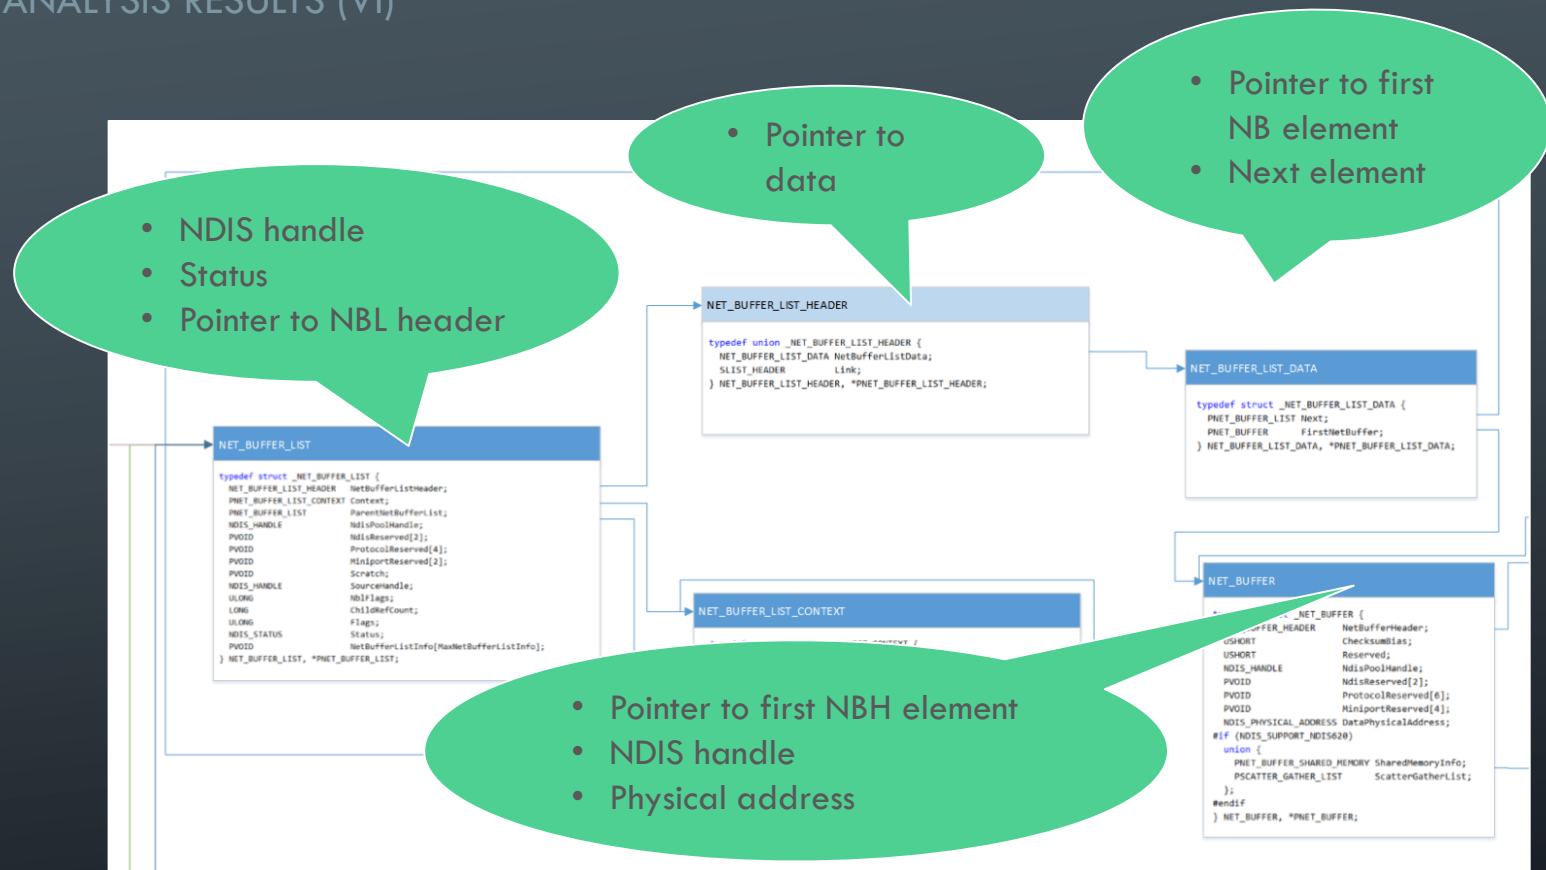 ANALYSIS RESULTS (VI)
• Pointer to first
NB element
• Next element
• Pointer to
data
• NDIS handle
• Status
• Pointer to NBL header
NET_BUFFER_LIST_HEADER
typedef union _NET_BUFFER_LIST_HEADER {
NET_BUFFER_LIST_DATA NetBufferListData;
SLIST_HEADER Link;
} NET_BUFFER_LIST_HEADER, *PNET_BUFFER_LIST_HEADER;
NET_BUFFER_LIST_DATA
typedef struct _NET_BUFFER_LIST_DATA {
PNET_BUFFER_LIST Next;
PNET_BUFFER FirstNetBuffer;
} NET_BUFFER_LIST_DATA, *PNET_BUFFER_LIST_DATA;
NET_BUFFER_LIST
typedef struct _NET_BUFFER_LIST {
NET_BUFFER_LIST_HEADER NetBufferListHeader;
PNET_BUFFER_LIST_CONTEXT Context;
PNET_BUFFER_LIST ParentNetBufferList;
NDIS_HANDLE NdisPoolHandle;
PVOID NdisReserved[2];
PVOID ProtocolReserved[4];
PVOID MiniportReserved[2];
PVOID Scratch;
NDIS_HANDLE SourceHandle;
ULONG NblFlags;
LONG ChildRefCount;
ULONG Flags;
NDIS_STATUS Status;
PVOID NetBufferListInfo[MaxNetBufferListInfo];
} NET_BUFFER_LIST, *PNET_BUFFER_LIST;
NET_BUFFER_LIST_CONTEXT
NET_BUFFER
_NET_BUFFER {
FFER_HEADER NetBufferHeader;
USHORT ChecksumBias;
USHORT Reserved;
NDIS_HANDLE NdisPoolHandle;
PVOID NdisReserved[2];
PVOID ProtocolReserved[6];
PVOID MiniportReserved[4];
NDIS_PHYSICAL_ADDRESS DataPhysicalAddress;
#if (NDIS_SUPPORT_NDIS620)
union {
PNET_BUFFER_SHARED_MEMORY SharedMemoryInfo;
PSCATTER_GATHER_LIST ScatterGatherList;
};
#endif
} NET_BUFFER, *PNET_BUFFER;
• Pointer to first NBH element
• NDIS handle
• Physical address